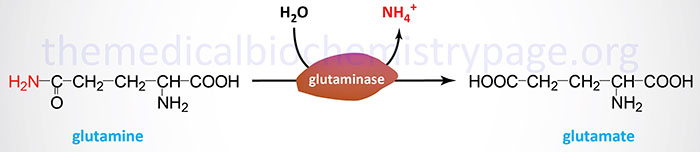 H₂O NH₄⁺
themedicalbiochemistrypage.org
H₂N–C–CH₂–CH₂–CH–COOH glutaminase HOOC–CH₂–CH₂–CH–COOH
O NH₂ NH₂
glutamine glutamate